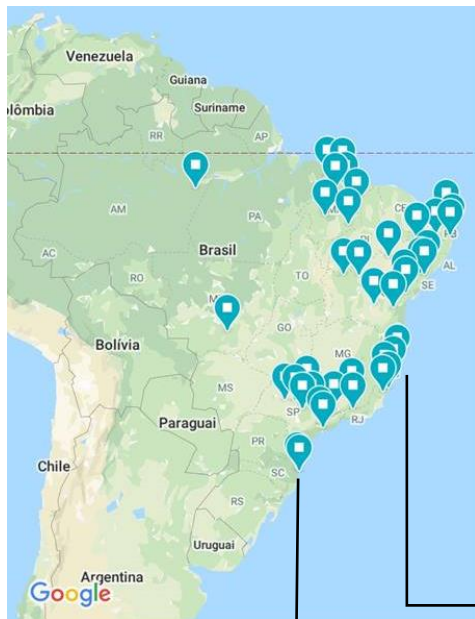 Venezuela
Guiana
olômbia
Suriname
RR
AP
AM
PA
CE
PB
AL
SE
Brasil
TO
AC
RO
GO
Bolívia
MG
MS
SP
RJ
Paraguai
PR
SC
Chile
RS
Uruguai
Argentina
Google